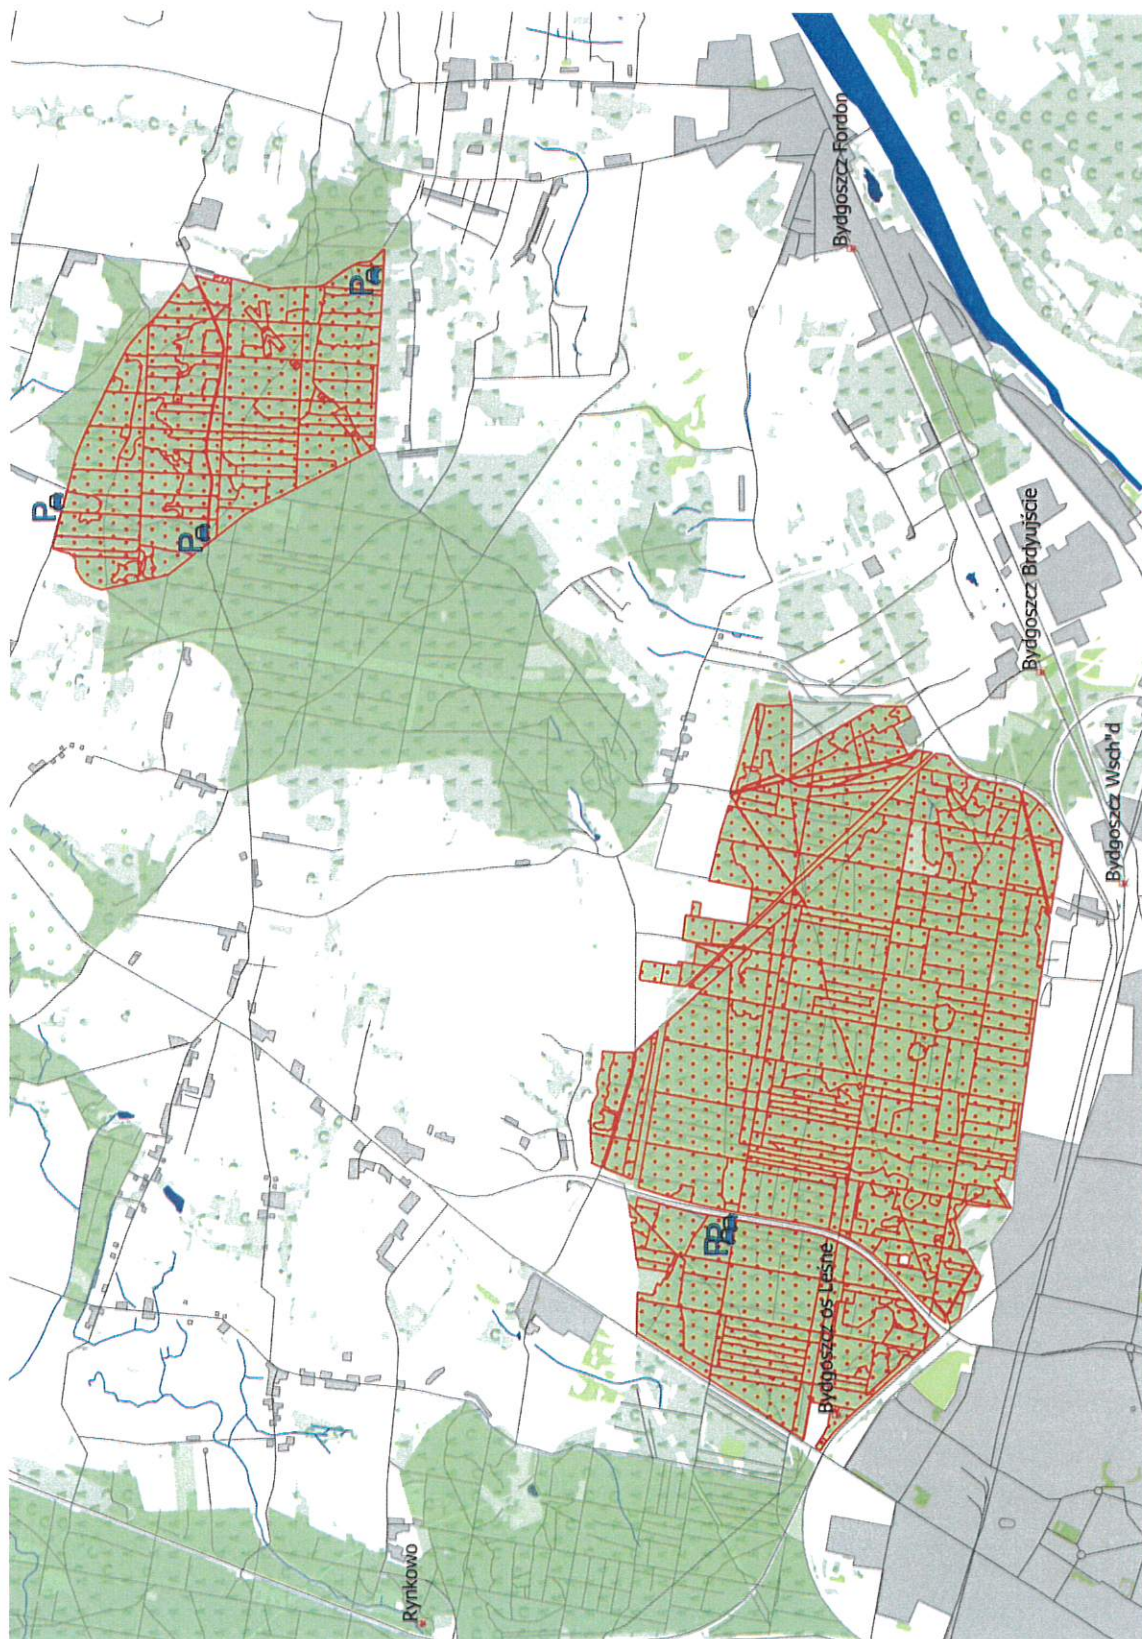 P
P
P
P
P
Bydgoszcz Fordon
Bydgoszcz Brdyujście
Bydgoszcz Wsch"d
Bydgoszcz os Leśne
Rynkowo